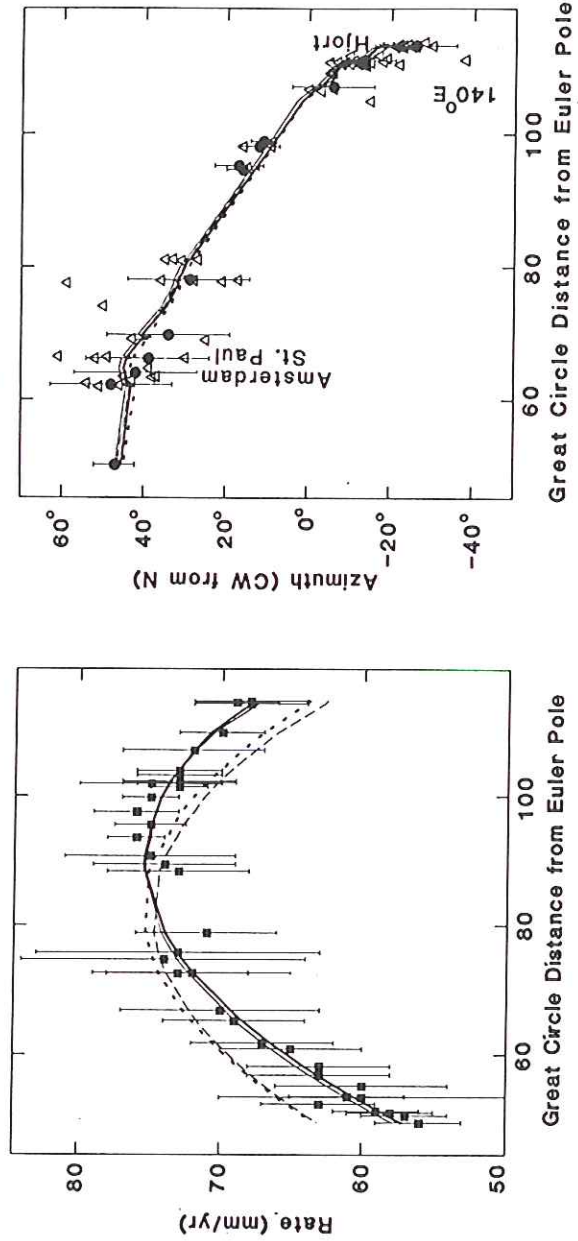 Rate (mm/yr)
80
70
60
50
60
80
100
Great Circle Distance from Euler Pole
Azimuth (CW from N)
60°
40°
20°
0°
-20°
-40°
60
80
100
Amsterdam
St. Paul
Hjort
140°E
Great Circle Distance from Euler Pole